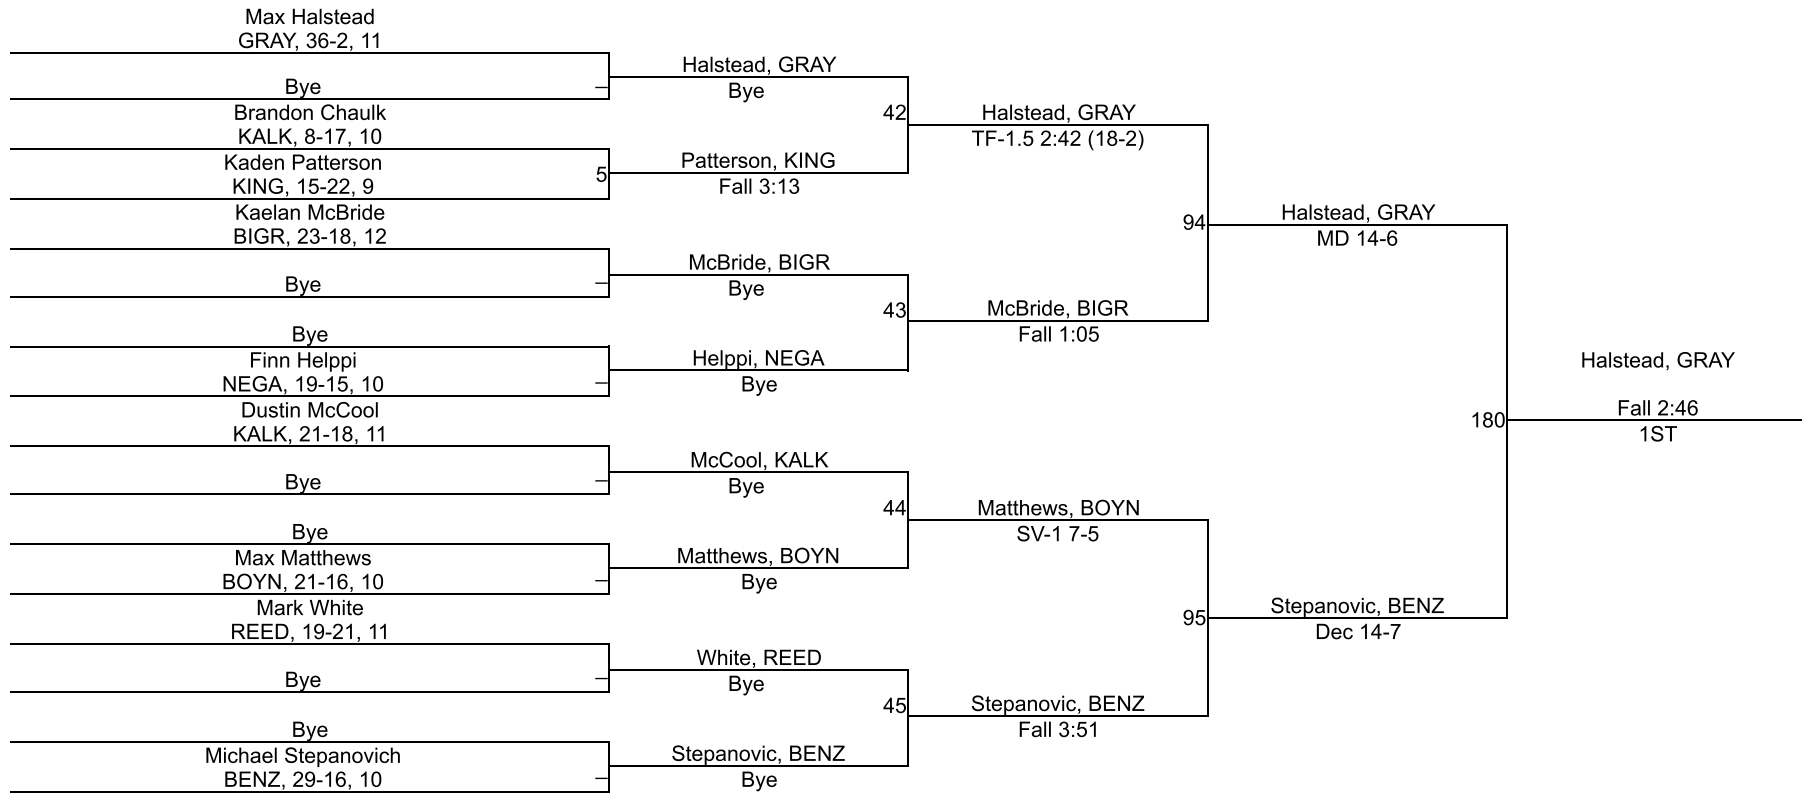 Max Halstead
GRAY, 36-2, 11
Bye
Brandon Chaulk
KALK, 8-17, 10
Kaden Patterson
KING, 15-22, 9
Kaelan McBride
BIGR, 23-18, 12
Bye
Bye
Finn Helppi
NEGA, 19-15, 10
Dustin McCool
KALK, 21-18, 11
Bye
Bye
Max Matthews
BOYN, 21-16, 10
Mark White
REED, 19-21, 11
Bye
Bye
Michael Stepanovich
BENZ, 29-16, 10
–
5
–
–
–
–
–
–
Halstead, GRAY
Bye
Patterson, KING
Fall 3:13
McBride, BIGR
Bye
Helppi, NEGA
Bye
McCool, KALK
Bye
Matthews, BOYN
Bye
White, REED
Bye
Stepanovic, BENZ
Bye
42
43
44
45
Halstead, GRAY
TF-1.5 2:42 (18-2)
McBride, BIGR
Fall 1:05
Matthews, BOYN
SV-1 7-5
Stepanovic, BENZ
Fall 3:51
94
95
Halstead, GRAY
MD 14-6
Stepanovic, BENZ
Dec 14-7
180
Halstead, GRAY
Fall 2:46
1ST